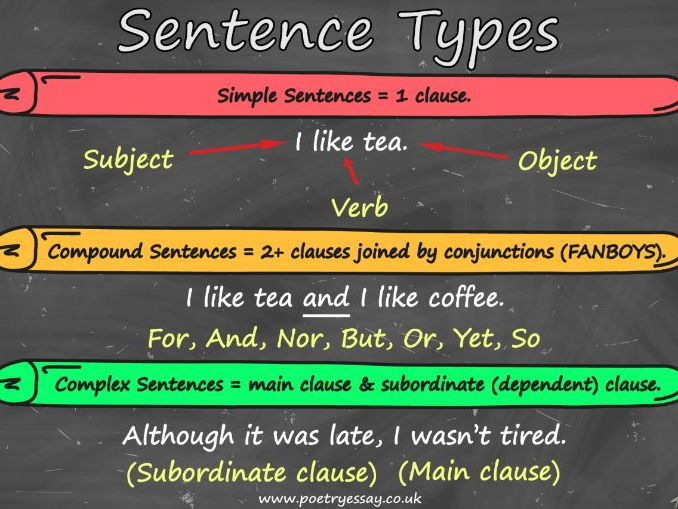 Sentence Types
Simple Sentences = 1 clause.
I like tea.
Subject
Object
Verb
Compound Sentences = 2+ clauses joined by conjunctions (FANBOYS).
I like tea and I like coffee.
For, And, Nor, But, Or, Yet, So
Complex Sentences = main clause & subordinate (dependent) clause.
Although it was late, I wasn't tired.
(Subordinate clause) (Main clause)
www.poetryessay.co.uk